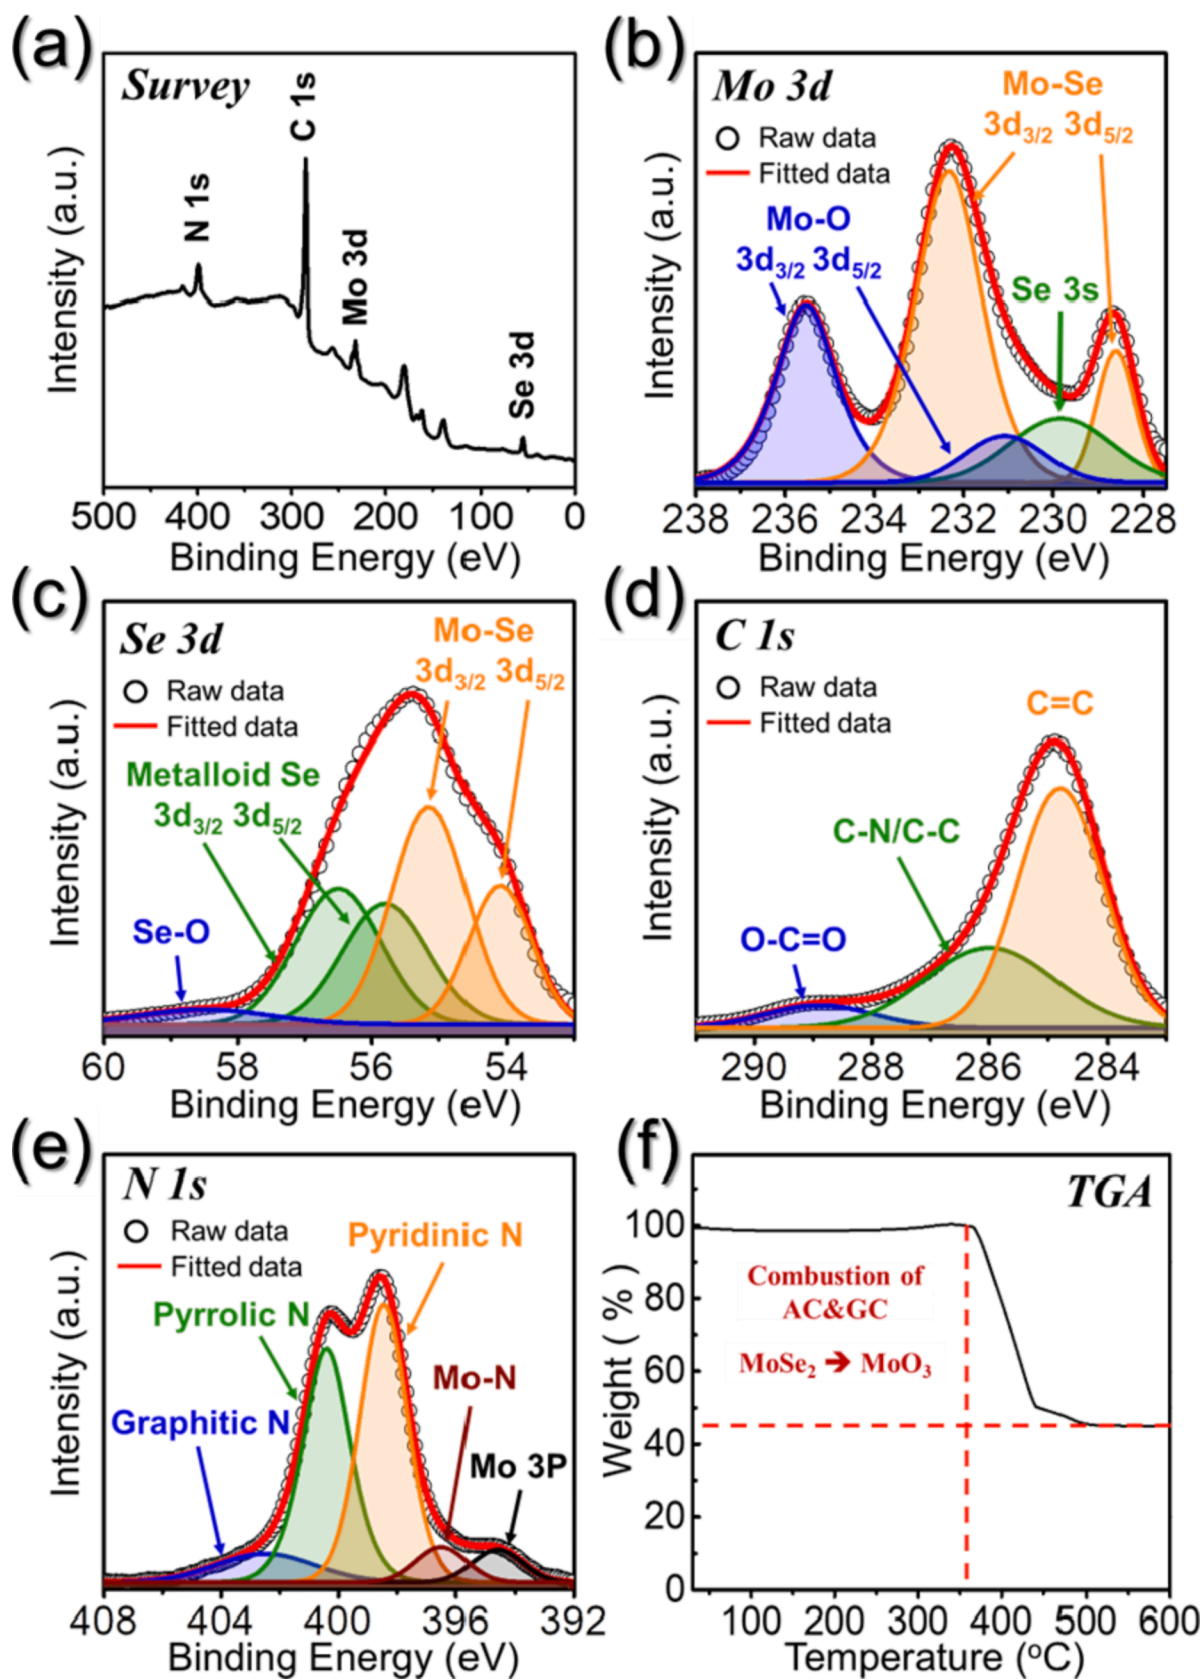 (a)
Survey
N 1s
C 1s
Mo 3d
Se 3d
Intensity (a.u.)
500 400 300 200 100 0
Binding Energy (eV)
(b)
Mo 3d
Raw data
Fitted data
Mo-Se
3d3/2 3d5/2
Mo-O
3d3/2 3d5/2
Se 3s
Intensity (a.u.)
238 236 234 232 230 228
Binding Energy (eV)
(c)
Se 3d
Raw data
Fitted data
Mo-Se
3d3/2 3d5/2
Metalloid Se
3d3/2 3d5/2
Se-O
Intensity (a.u.)
60 58 56 54
Binding Energy (eV)
(d)
C 1s
Raw data
Fitted data
C=C
C-N/C-C
O-C=O
Intensity (a.u.)
290 288 286 284
Binding Energy (eV)
(e)
N 1s
Raw data
Fitted data
Pyridinic N
Pyrrolic N
Mo-N
Graphitic N
Mo 3P
Intensity (a.u.)
408 404 400 396 392
Binding Energy (eV)
(f)
TGA
Combustion of
AC&GC
MoSe2 ➔ MoO3
Weight ( %)
100
80
60
40
20
0
100 200 300 400 500 600
Temperature (oC)